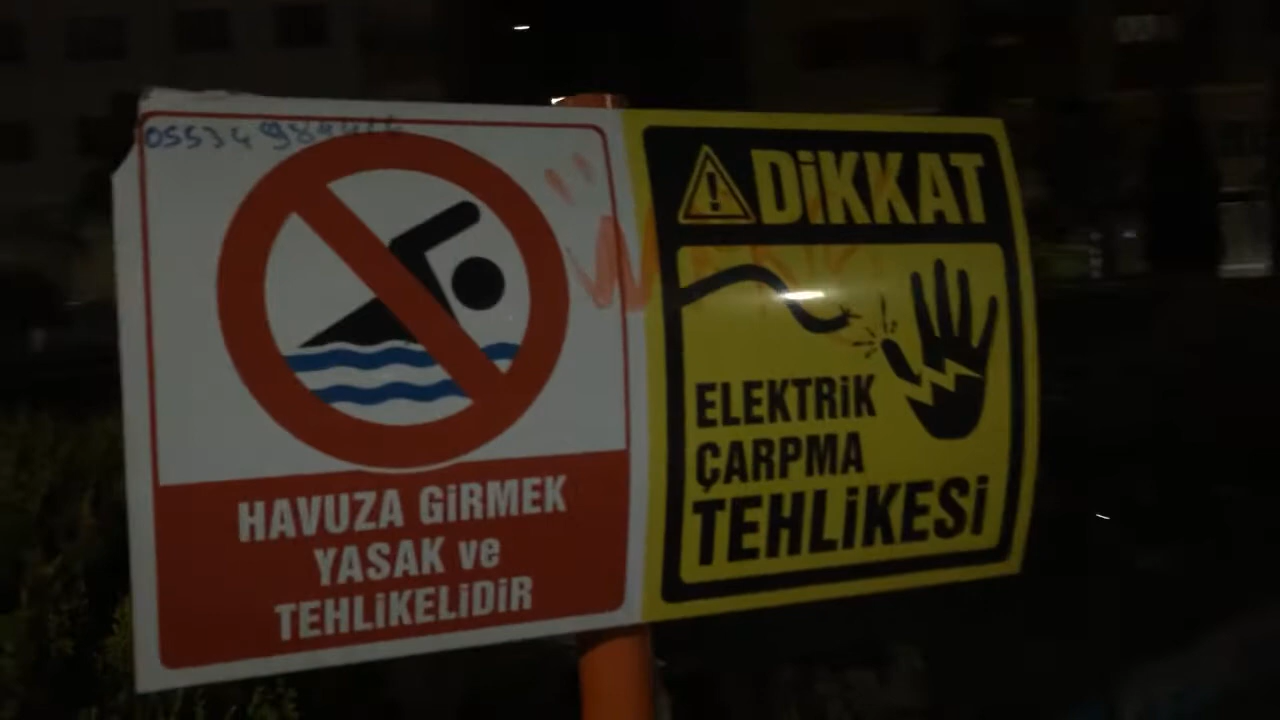 HAVUZA GİRMEK
YASAK ve
TEHLİKELİDİR
DİKKAT
ELEKTRİK
ÇARPMA
TEHLİKESİ